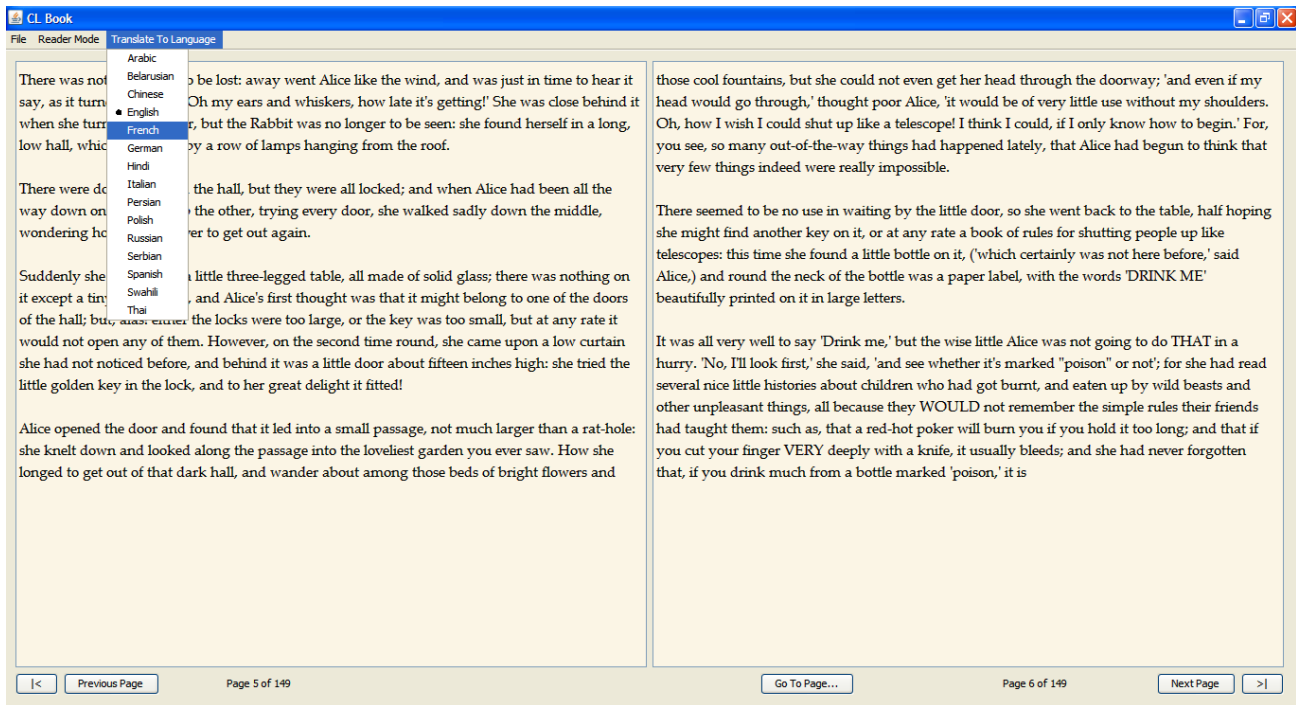 CL Book
File Reader Mode Translate To Language
Arabic
Belarusian
Chinese
English
French
German
Hindi
Italian
Persian
Polish
Russian
Serbian
Spanish
Swahili
Thai
There was not o be lost: away went Alice like the wind, and was just in time to hear it
say, as it turn Oh my ears and whiskers, how late it's getting!' She was close behind it
when she turn r, but the Rabbit was no longer to be seen: she found herself in a long,
low hall, whic by a row of lamps hanging from the roof.
There were do the hall, but they were all locked; and when Alice had been all the
way down on the other, trying every door, she walked sadly down the middle,
wondering ho er to get out again.
Suddenly she little three-legged table, all made of solid glass; there was nothing on
it except a tin , and Alice's first thought was that it might belong to one of the doors
of the hall; but, alas! either the locks were too large, or the key was too small, but at any rate it
would not open any of them. However, on the second time round, she came upon a low curtain
she had not noticed before, and behind it was a little door about fifteen inches high: she tried the
little golden key in the lock, and to her great delight it fitted!
Alice opened the door and found that it led into a small passage, not much larger than a rat-hole:
she knelt down and looked along the passage into the loveliest garden you ever saw. How she
longed to get out of that dark hall, and wander about among those beds of bright flowers and
those cool fountains, but she could not even get her head through the doorway; 'and even if my
head would go through,' thought poor Alice, 'it would be of very little use without my shoulders.
Oh, how I wish I could shut up like a telescope! I think I could, if I only know how to begin.' For,
you see, so many out-of-the-way things had happened lately, that Alice had begun to think that
very few things indeed were really impossible.
There seemed to be no use in waiting by the little door, so she went back to the table, half hoping
she might find another key on it, or at any rate a book of rules for shutting people up like
telescopes: this time she found a little bottle on it, ('which certainly was not here before,' said
Alice,) and round the neck of the bottle was a paper label, with the words 'DRINK ME'
beautifully printed on it in large letters.
It was all very well to say 'Drink me,' but the wise little Alice was not going to do THAT in a
hurry. 'No, I'll look first,' she said, 'and see whether it's marked "poison" or not'; for she had read
several nice little histories about children who had got burnt, and eaten up by wild beasts and
other unpleasant things, all because they WOULD not remember the simple rules their friends
had taught them: such as, that a red-hot poker will burn you if you hold it too long; and that if
you cut your finger VERY deeply with a knife, it usually bleeds; and she had never forgotten
that, if you drink much from a bottle marked 'poison,' it is
|< Previous Page Page 5 of 149 Go To Page... Page 6 of 149 Next Page >|